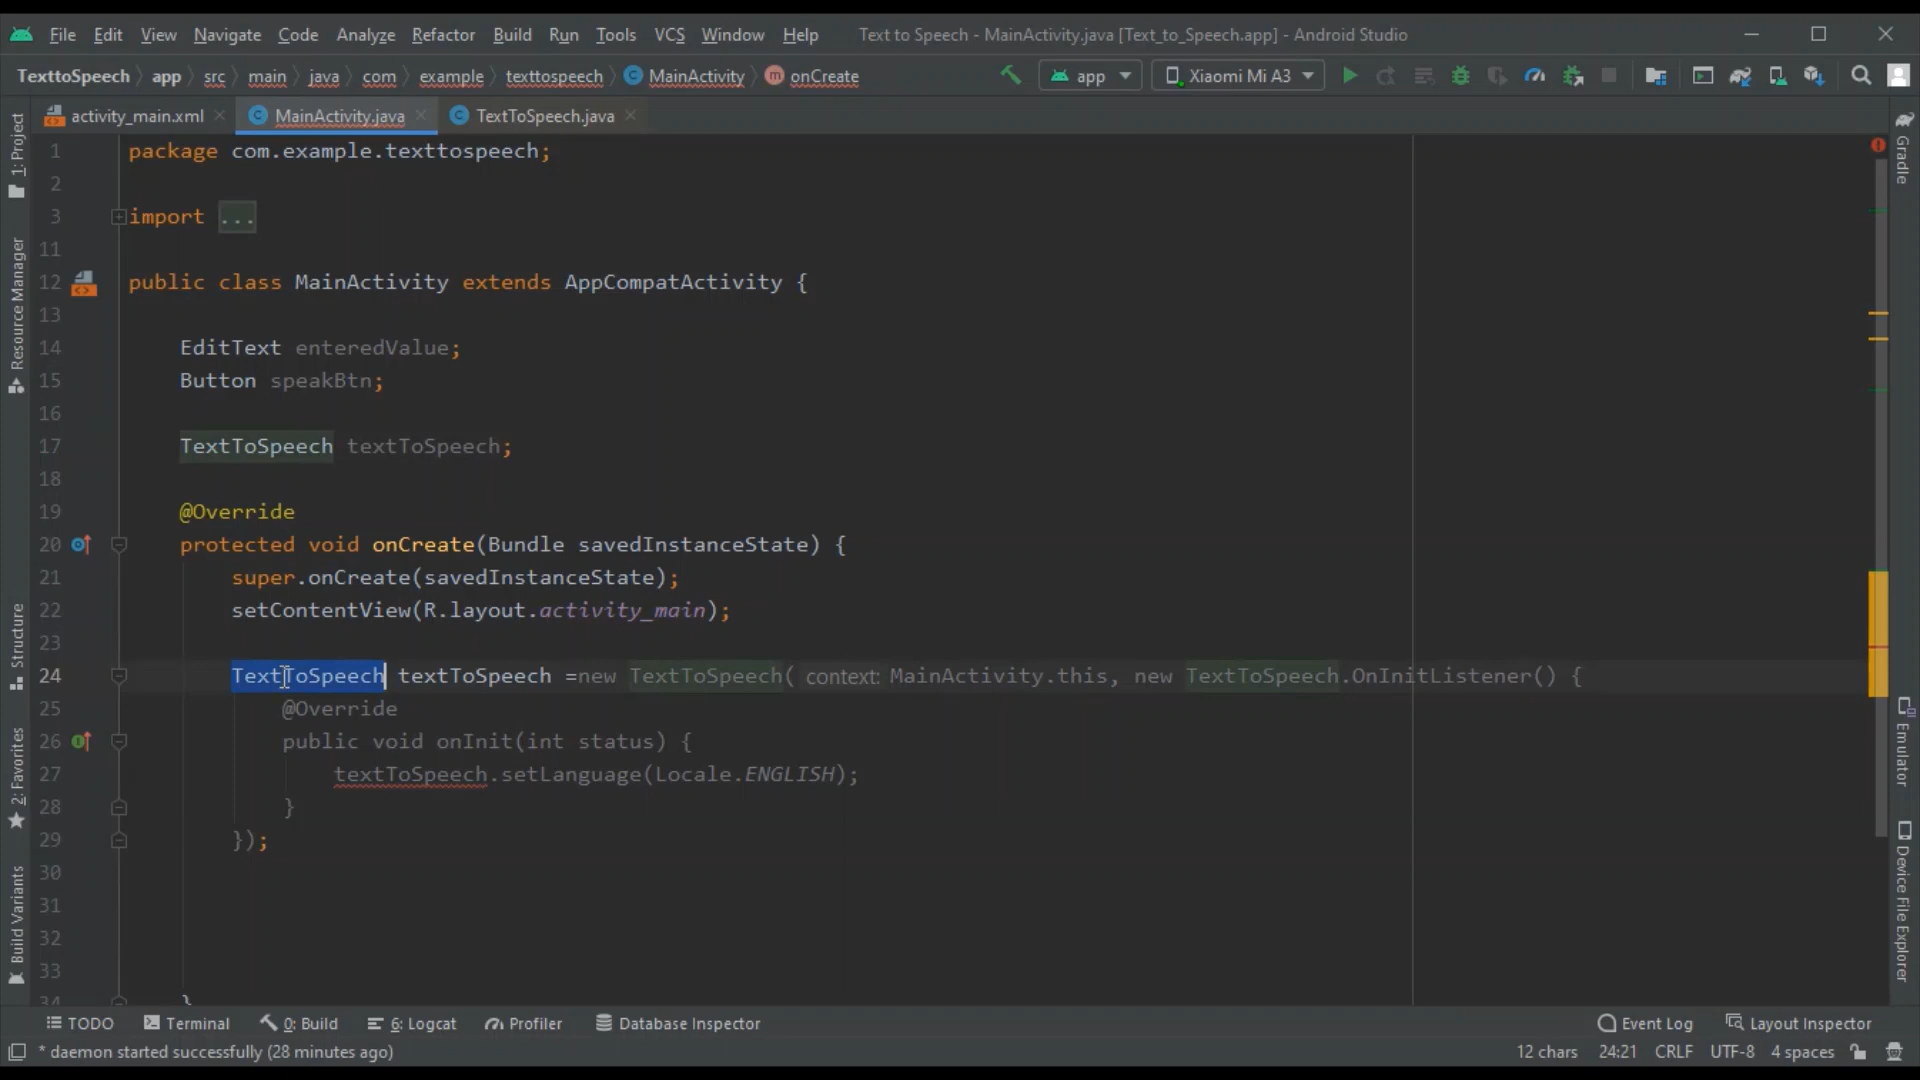 File Edit View Navigate Code Analyze Refactor Build Run Tools VCS Window Help Text to Speech - MainActivity.java [Text_to_Speech.app] - Android Studio
TexttoSpeech app src main java com example texttospeech MainActivity onCreate app Xiaomi Mi A3
activity_main.xml MainActivity.java TextToSpeech.java
1 package com.example.texttospeech;
2
3 import ...
11
12 public class MainActivity extends AppCompatActivity {
13
14 EditText enteredValue;
15 Button speakBtn;
16
17 TextToSpeech textToSpeech;
18
19 @Override
20 protected void onCreate(Bundle savedInstanceState) {
21 super.onCreate(savedInstanceState);
22 setContentView(R.layout.activity_main);
23
24 TextToSpeech textToSpeech =new TextToSpeech( context: MainActivity.this, new TextToSpeech.OnInitListener() {
25 @Override
26 public void onInit(int status) {
27 textToSpeech.setLanguage(Locale.ENGLISH);
28 }
29 });
30
31
32
33
34 }
1: Project
Resource Manager
Structure
2: Favorites
Build Variants
Gradle
Emulator
Device File Explorer
TODO Terminal 0: Build 6: Logcat Profiler Database Inspector Event Log Layout Inspector
* daemon started successfully (28 minutes ago) 12 chars 24:21 CRLF UTF-8 4 spaces